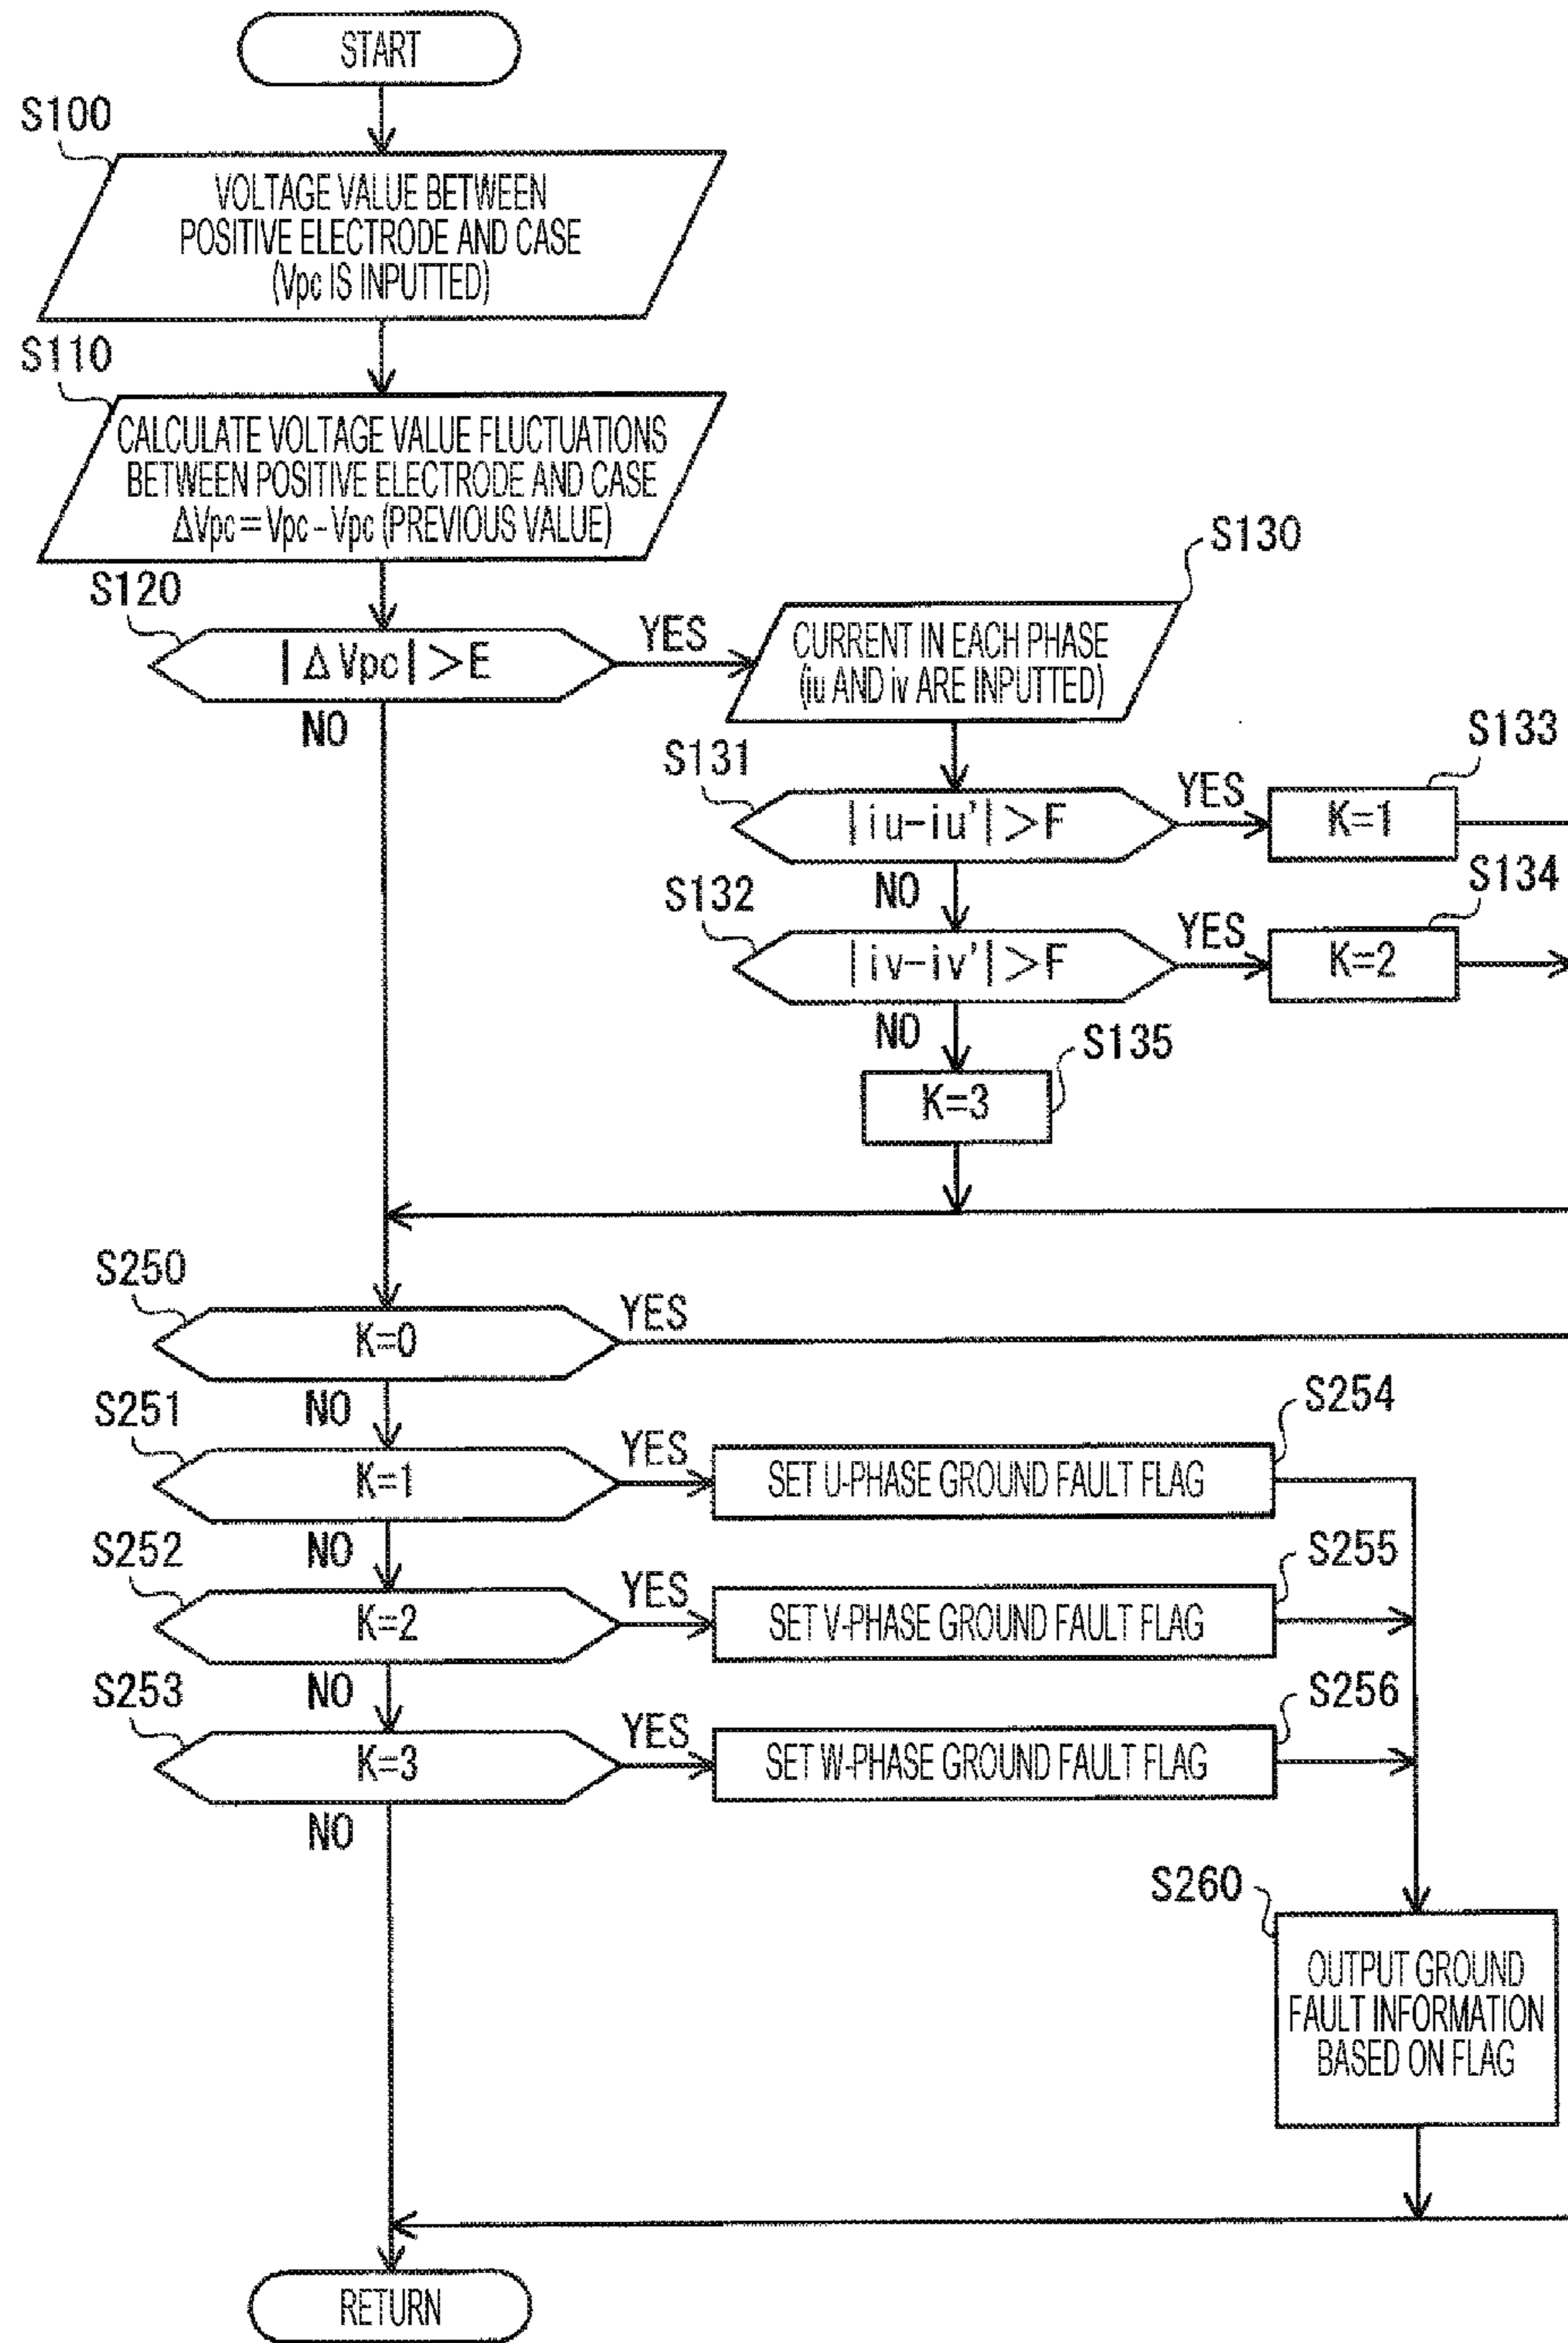 START
S100
VOLTAGE VALUE BETWEEN
POSITIVE ELECTRODE AND CASE
(Vpc IS INPUTTED)
S110
CALCULATE VOLTAGE VALUE FLUCTUATIONS
BETWEEN POSITIVE ELECTRODE AND CASE
ΔVpc = Vpc - Vpc (PREVIOUS VALUE)
S120
|ΔVpc|>E
YES
NO
S130
CURRENT IN EACH PHASE
(iu AND iv ARE INPUTTED)
S131
|iu-iu'|>F
YES
NO
S133
K=1
S132
|iv-iv'|>F
YES
NO
S134
K=2
S135
K=3
S250
K=0
YES
NO
S251
K=1
YES
NO
S254
SET U-PHASE GROUND FAULT FLAG
S252
K=2
YES
NO
S255
SET V-PHASE GROUND FAULT FLAG
S253
K=3
YES
NO
S256
SET W-PHASE GROUND FAULT FLAG
S260
OUTPUT GROUND
FAULT INFORMATION
BASED ON FLAG
RETURN